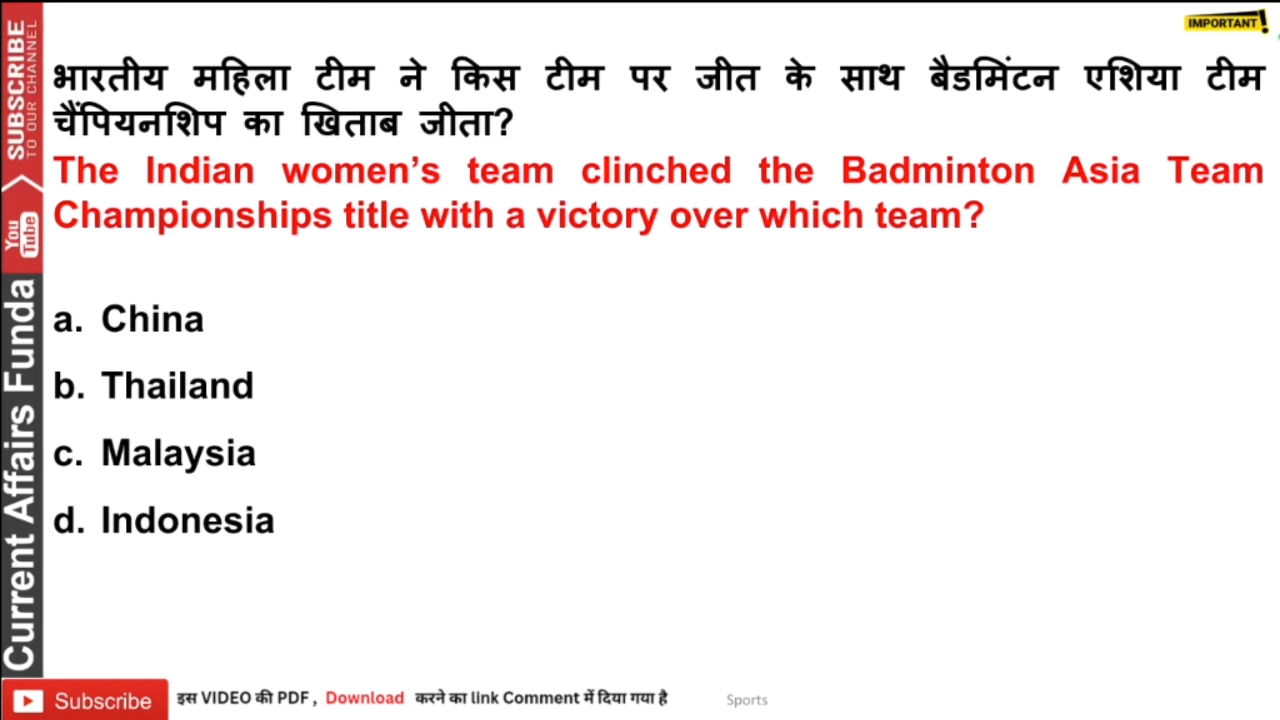 IMPORTANT!
भारतीय महिला टीम ने किस टीम पर जीत के साथ बैडमिंटन एशिया टीम
चैंपियनशिप का खिताब जीता?
The Indian women’s team clinched the Badminton Asia Team
Championships title with a victory over which team?
a. China
b. Thailand
c. Malaysia
d. Indonesia
SUBSCRIBE
TO OUR CHANNEL
You
Tube
Current Affairs Funda
Subscribe
इस VIDEO की PDF, Download करने का link Comment में दिया गया है
Sports